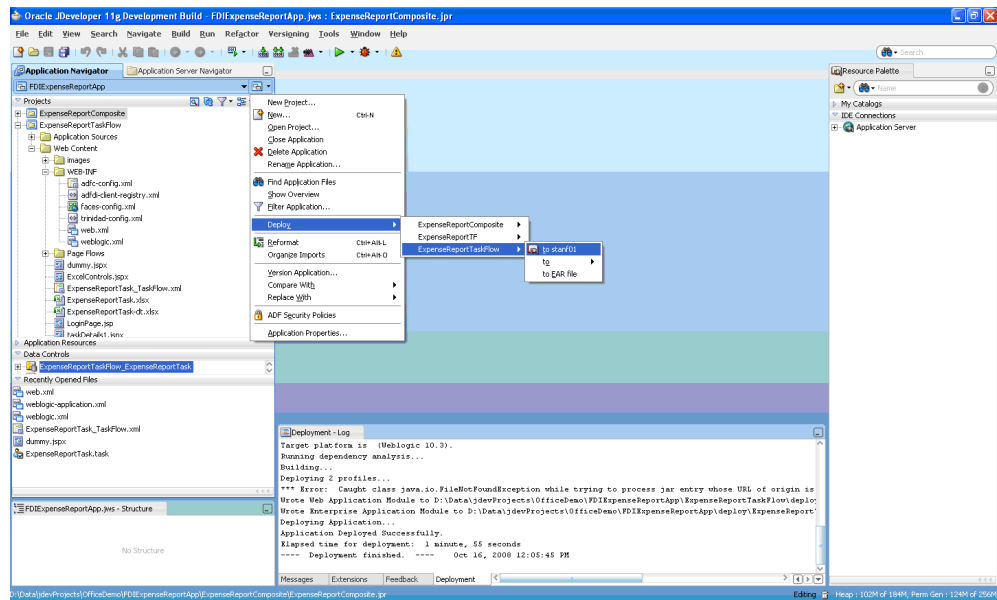 Oracle JDeveloper 11g Development Build - FDIExpenseReportApp.jws : ExpenseReportComposite.jpr
File Edit View Search Navigate Build Run Refactor Versioning Tools Window Help
Search
Application Navigator
Application Server Navigator
FDIExpenseReportApp
Projects
ExpenseReportComposite
ExpenseReportTaskFlow
Application Sources
Web Content
images
WEB-INF
adfc-config.xml
adfdi-client-registry.xml
faces-config.xml
trinidad-config.xml
web.xml
weblogic.xml
Page Flows
dummy.jspx
ExcelControls.jspx
ExpenseReportTask_TaskFlow.xml
ExpenseReportTask.xlsx
ExpenseReportTask-dt.xlsx
LoginPage.jsp
taskDetails1.jspx
Application Resources
Data Controls
ExpenseReportTaskFlow_ExpenseReportTask
Recently Opened Files
web.xml
weblogic-application.xml
weblogic.xml
ExpenseReportTask_TaskFlow.xml
dummy.jspx
ExpenseReportTask.task
FDIExpenseReportApp.jws - Structure
No Structure
New Project...
New... Ctrl-N
Open Project...
Close Application
Delete Application
Rename Application...
Find Application Files
Show Overview
Filter Application...
Deploy
Reformat Ctrl+Alt-L
Organize Imports Ctrl+Alt-O
Version Application...
Compare With
Replace With
ADF Security Policies
Application Properties...
ExpenseReportComposite
ExpenseReportTF
ExpenseReportTaskFlow
to stanf01
to
to EAR file
Resource Palette
Name
My Catalogs
IDE Connections
Application Server
Deployment - Log
Target platform is (Weblogic 10.3).
Running dependency analysis...
Building...
Deploying 2 profiles...
*** Error: Caught class java.io.FileNotFoundException while trying to process jar entry whose URL of origin is
Wrote Web Application Module to D:\Data\jdevProjects\OfficeDemo\FDIExpenseReportApp\ExpenseReportTaskFlow\deploy
Wrote Enterprise Application Module to D:\Data\jdevProjects\OfficeDemo\FDIExpenseReportApp\deploy\ExpenseReport
Deploying Application...
Application Deployed Successfully.
Elapsed time for deployment: 1 minute, 55 seconds
---- Deployment finished. ---- Oct 16, 2008 12:05:45 PM
Messages Extensions Feedback Deployment
D:\Data\jdevProjects\OfficeDemo\FDIExpenseReportApp\ExpenseReportComposite\ExpenseReportComposite.jpr
Editing
Heap : 102M of 184M, Perm Gen : 124M of 256M